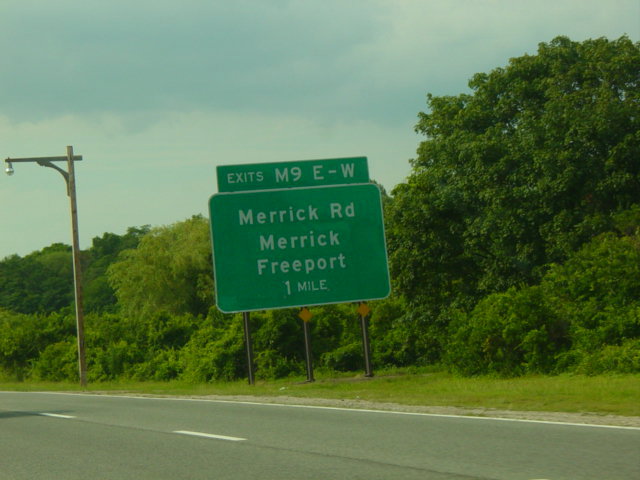 EXITS M9 E-W
Merrick Rd
Merrick
Freeport
1 MILE